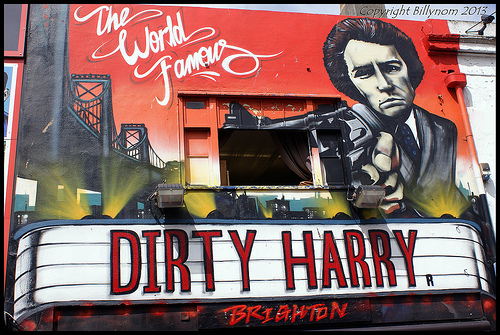 Copyright Billynom 2013
The
World
Famous
DIRTY HARRY
R
BRIGHTON